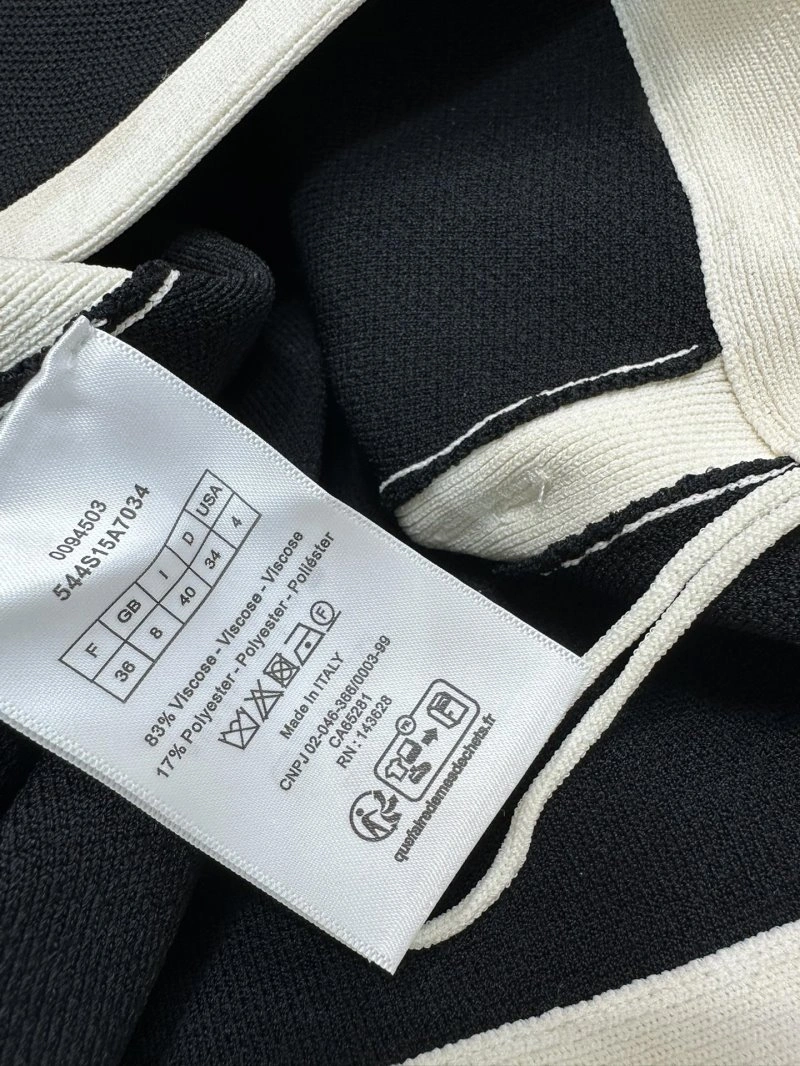 0094503
544S15A7034
F GB I D USA
36 8 40 34 4
83% Viscose - Viscose - Viscose
17% Polyester - Polyester - Poliéster
F
Made In ITALY
CNPJ 02-046-386/0003-99
CA65281
RN : 143628
quefairedemesdechets.fr